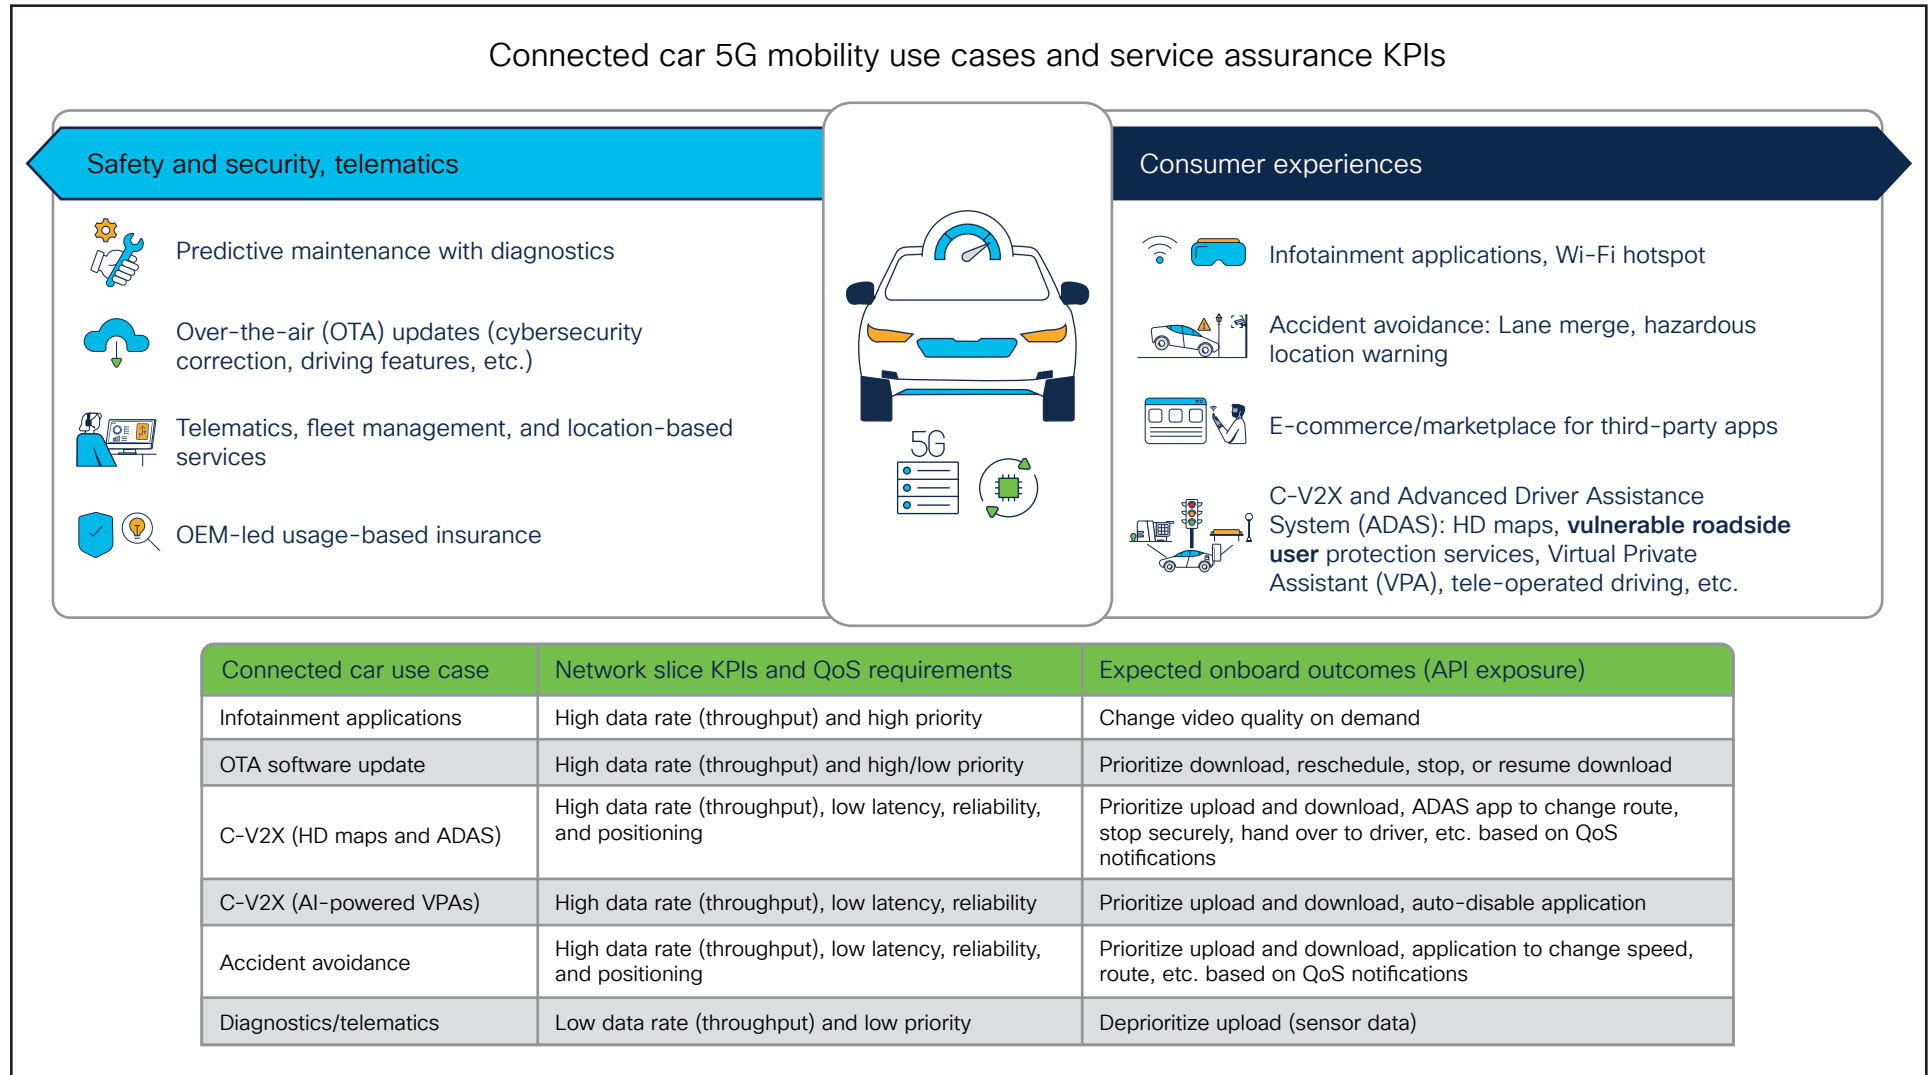 Connected car 5G mobility use cases and service assurance KPIs
Safety and security, telematics
Predictive maintenance with diagnostics
Over-the-air (OTA) updates (cybersecurity
correction, driving features, etc.)
Telematics, fleet management, and location-based
services
OEM-led usage-based insurance
5G
Consumer experiences
Infotainment applications, Wi-Fi hotspot
Accident avoidance: Lane merge, hazardous
location warning
E-commerce/marketplace for third-party apps
C-V2X and Advanced Driver Assistance
System (ADAS): HD maps, vulnerable roadside
user protection services, Virtual Private
Assistant (VPA), tele-operated driving, etc.
Connected car use case
Network slice KPIs and QoS requirements
Expected onboard outcomes (API exposure)
Infotainment applications
High data rate (throughput) and high priority
Change video quality on demand
OTA software update
High data rate (throughput) and high/low priority
Prioritize download, reschedule, stop, or resume download
C-V2X (HD maps and ADAS)
High data rate (throughput), low latency, reliability,
and positioning
Prioritize upload and download, ADAS app to change route,
stop securely, hand over to driver, etc. based on QoS
notifications
C-V2X (AI-powered VPAs)
High data rate (throughput), low latency, reliability
Prioritize upload and download, auto-disable application
Accident avoidance
High data rate (throughput), low latency, reliability,
and positioning
Prioritize upload and download, application to change speed,
route, etc. based on QoS notifications
Diagnostics/telematics
Low data rate (throughput) and low priority
Deprioritize upload (sensor data)